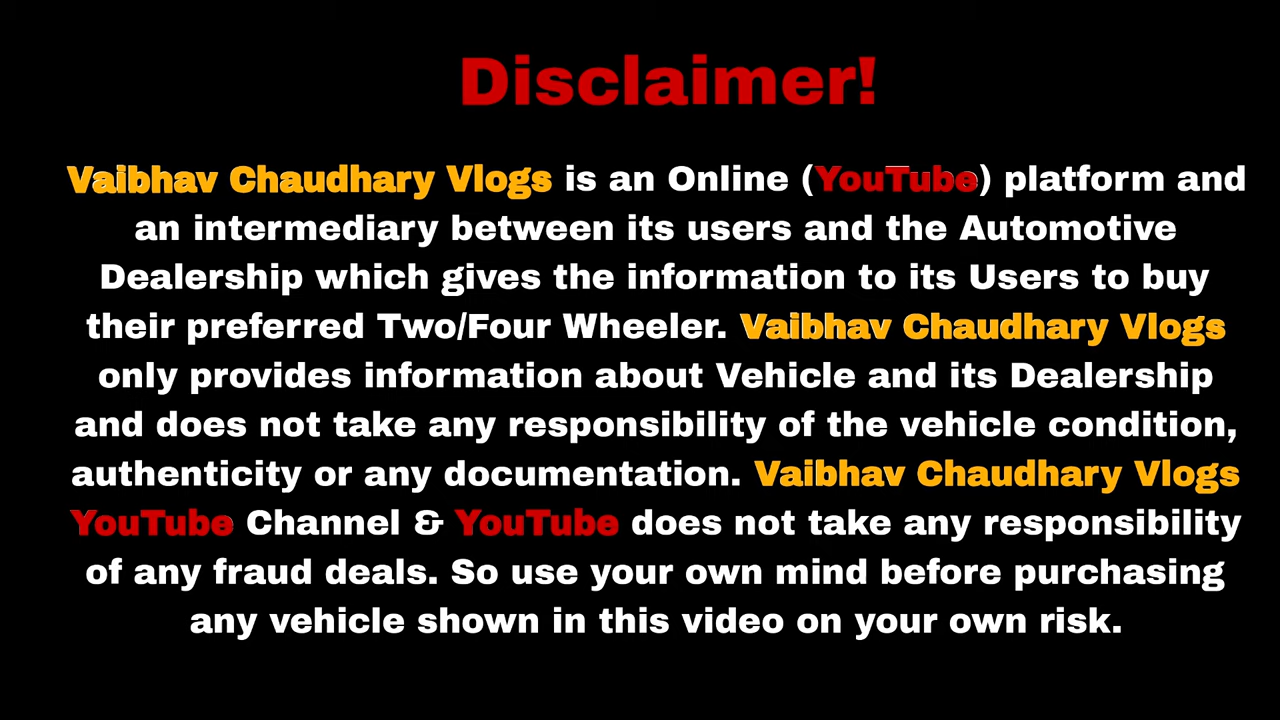 Disclaimer!
Vaibhav Chaudhary Vlogs is an Online (YouTube) platform and
an intermediary between its users and the Automotive
Dealership which gives the information to its Users to buy
their preferred Two/Four Wheeler. Vaibhav Chaudhary Vlogs
only provides information about Vehicle and its Dealership
and does not take any responsibility of the vehicle condition,
authenticity or any documentation. Vaibhav Chaudhary Vlogs
YouTube Channel & YouTube does not take any responsibility
of any fraud deals. So use your own mind before purchasing
any vehicle shown in this video on your own risk.